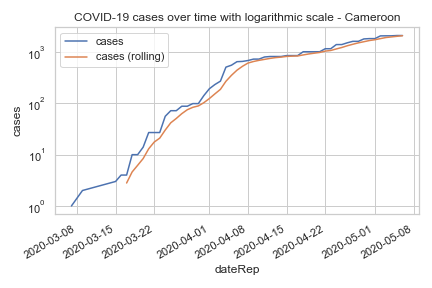 COVID-19 cases over time with logarithmic scale - Cameroon
cases
cases (rolling)
10³
10²
10¹
10⁰
cases
2020-03-08
2020-03-15
2020-03-22
2020-04-01
2020-04-08
2020-04-15
2020-04-22
2020-05-01
2020-05-08
dateRep